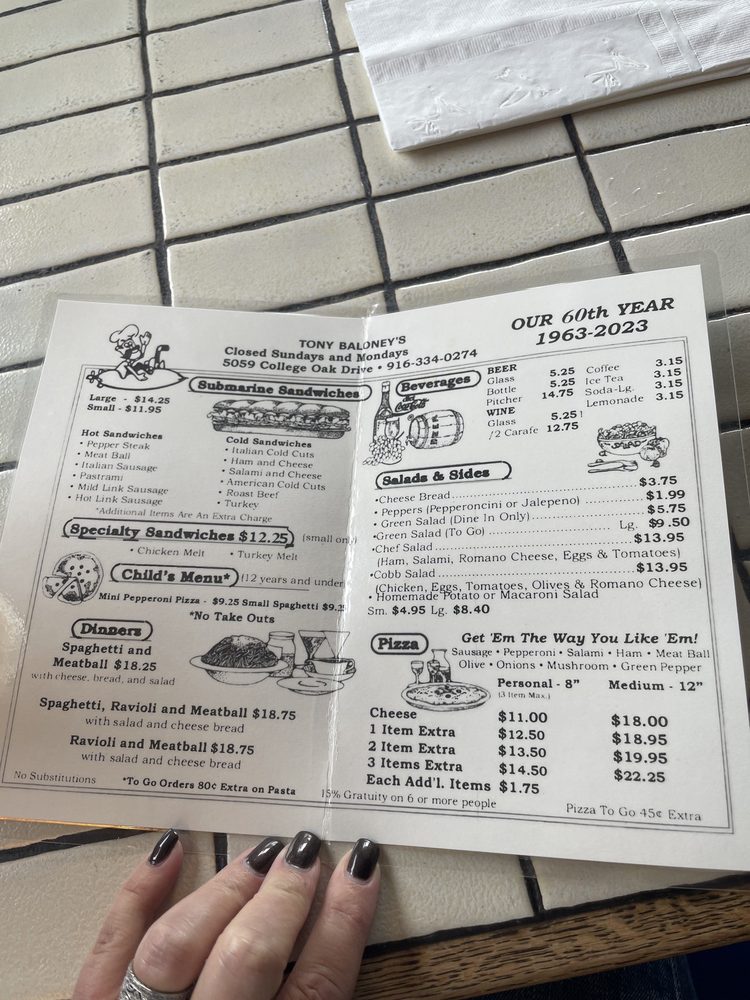 TONY BALONEY'S
Closed Sundays and Mondays
5059 College Oak Drive • 916-334-0274
Submarine Sandwiches
Large - $14.25
Small - $11.95
Hot Sandwiches
• Pepper Steak
• Meat Ball
• Italian Sausage
• Pastrami
• Mild Link Sausage
• Hot Link Sausage
Cold Sandwiches
• Italian Cold Cuts
• Ham and Cheese
• Salami and Cheese
• American Cold Cuts
• Roast Beef
• Turkey
*Additional Items Are An Extra Charge
Specialty Sandwiches $12.25 (small only
• Chicken Melt • Turkey Melt
Child's Menu* (12 years and under
Mini Pepperoni Pizza - $9.25 Small Spaghetti $9.2
*No Take Outs
Dinners
Spaghetti and
Meatball $18.25
with cheese, bread, and salad
Spaghetti, Ravioli and Meatball $18.75
with salad and cheese bread
Ravioli and Meatball $18.75
with salad and cheese bread
No Substitutions *To Go Orders 80¢ Extra on Pasta
OUR 60th YEAR
1963-2023
Beverages
BEER
Glass 5.25
Bottle 5.25
Pitcher 14.75
WINE
Glass 5.25
/2 Carafe 12.75
Coffee 3.15
Ice Tea 3.15
Soda-Lg. 3.15
Lemonade 3.15
SALAD
Salads & Sides
•Cheese Bread $3.75
• Peppers (Pepperoncini or Jalepeno) $1.99
• Green Salad (Dine In Only) $5.75
•Green Salad (To Go) Lg. $9.50
•Chef Salad $13.95
(Ham, Salami, Romano Cheese, Eggs & Tomatoes)
•Cobb Salad $13.95
(Chicken, Eggs, Tomatoes, Olives & Romano Cheese)
• Homemade Potato or Macaroni Salad
Sm. $4.95 Lg. $8.40
Pizza Get 'Em The Way You Like 'Em!
Sausage • Pepperoni • Salami • Ham • Meat Ball
Olive • Onions • Mushroom • Green Pepper
Personal - 8" Medium - 12"
(3 Item Max.)
Cheese $11.00 $18.00
1 Item Extra $12.50 $18.95
2 Item Extra $13.50 $19.95
3 Items Extra $14.50 $22.25
Each Add'l. Items $1.75
15% Gratuity on 6 or more people
Pizza To Go 45¢ Extra